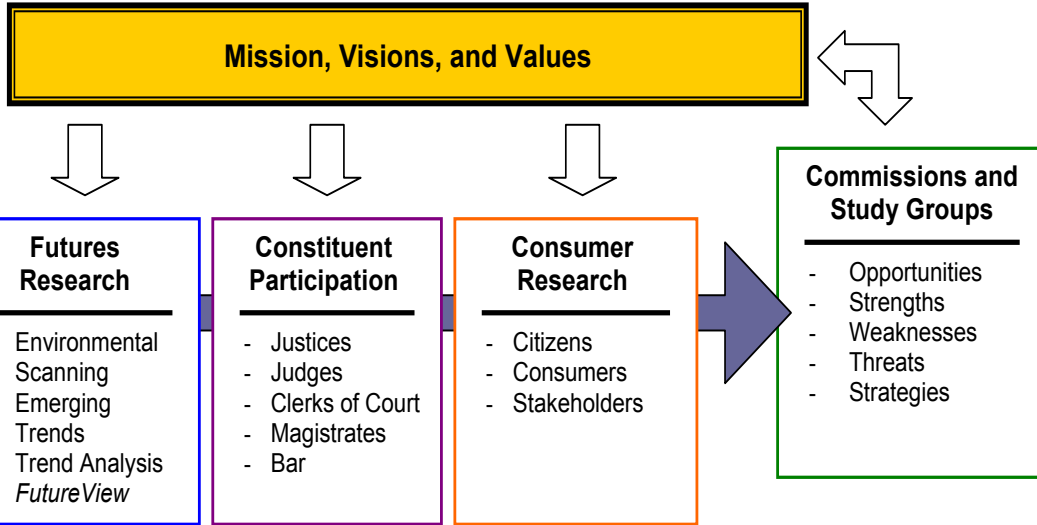 Mission, Visions, and Values
Futures
Research
Environmental
Scanning
Emerging
Trends
Trend Analysis
FutureView
Constituent
Participation
- Justices
- Judges
- Clerks of Court
- Magistrates
- Bar
Consumer
Research
- Citizens
- Consumers
- Stakeholders
Commissions and
Study Groups
- Opportunities
- Strengths
- Weaknesses
- Threats
- Strategies